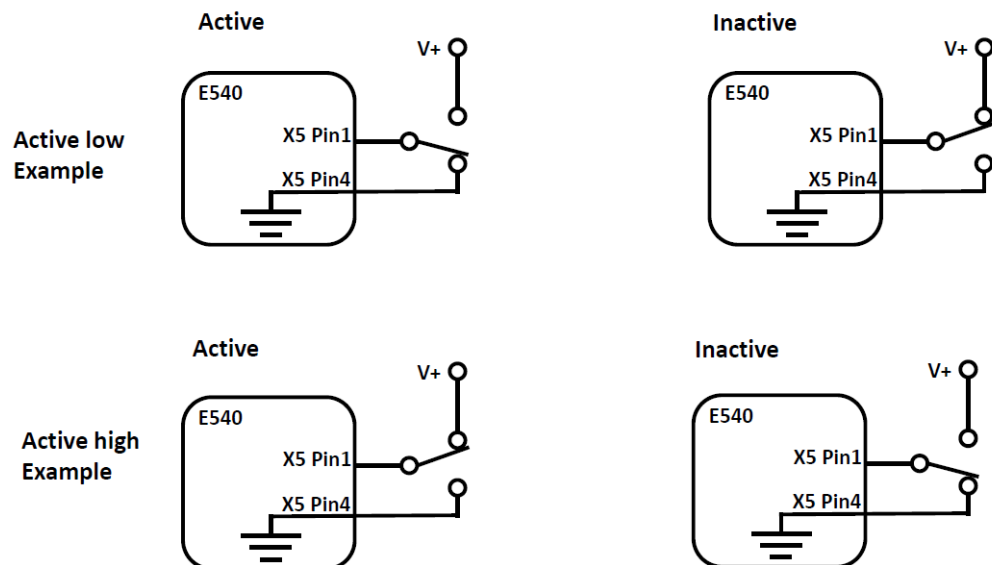 Active
Inactive
V+
V+
E540
E540
Active low
Example
X5 Pin1
X5 Pin1
X5 Pin4
X5 Pin4
Active
Inactive
V+
V+
E540
E540
Active high
Example
X5 Pin1
X5 Pin1
X5 Pin4
X5 Pin4